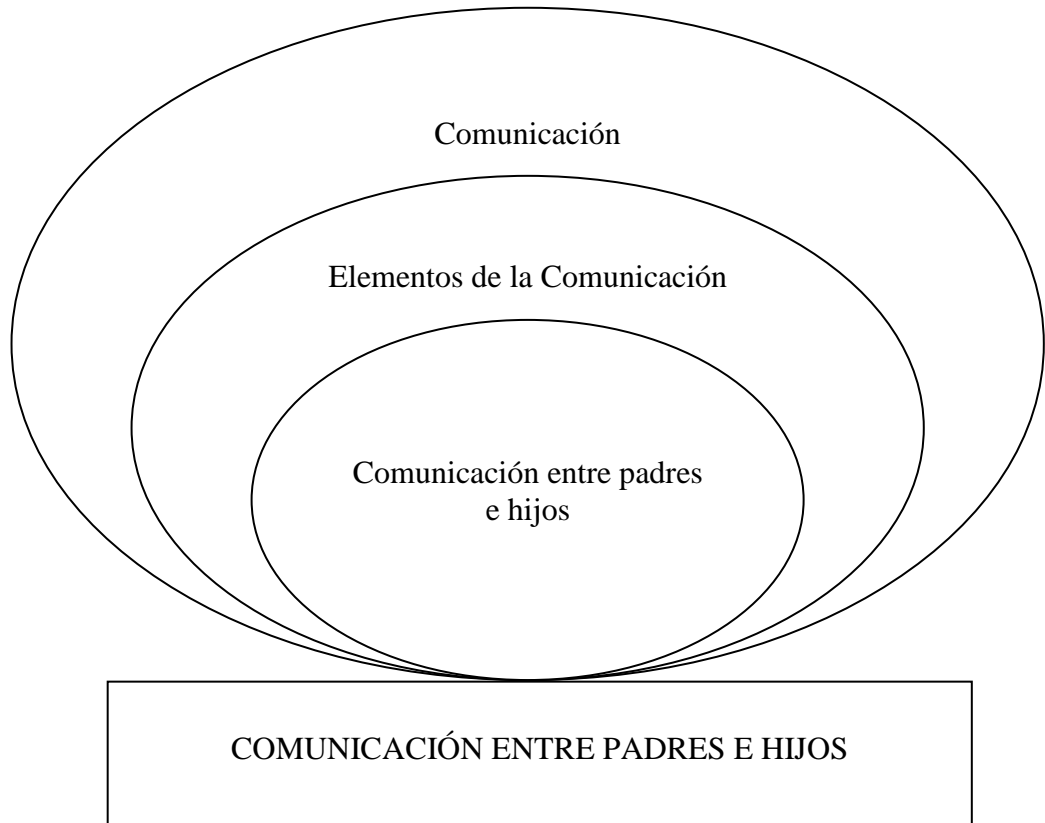 Comunicación
Elementos de la Comunicación
Comunicación entre padres
e hijos
COMUNICACIÓN ENTRE PADRES E HIJOS